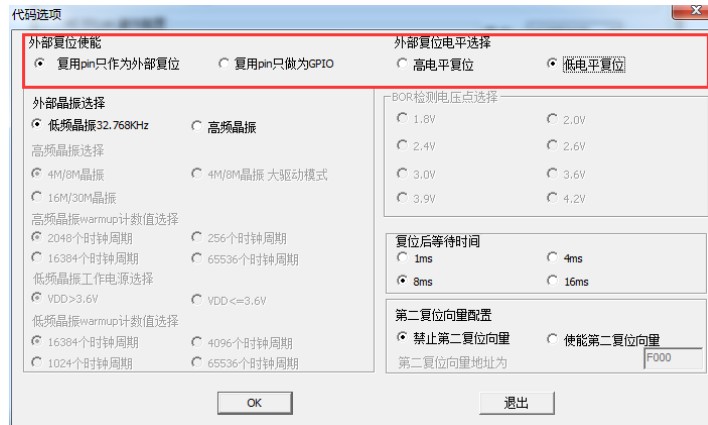 代码选项
外部复位使能
复用pin只作为外部复位
复用pin只做为GPIO
外部复位电平选择
高电平复位
低电平复位
外部晶振选择
低频晶振32.768KHz
高频晶振
高频晶振选择
4M/8M晶振
4M/8M晶振 大驱动模式
16M/30M晶振
高频晶振warmup计数值选择
2048个时钟周期
256个时钟周期
16384个时钟周期
65536个时钟周期
低频晶振工作电源选择
VDD>3.6V
VDD<=3.6V
低频晶振warmup计数值选择
16384个时钟周期
4096个时钟周期
1024个时钟周期
65536个时钟周期
BOR检测电压点选择
1.8V
2.0V
2.4V
2.6V
3.0V
3.6V
3.9V
4.2V
复位后等待时间
1ms
4ms
8ms
16ms
第二复位向量配置
禁止第二复位向量
使能第二复位向量
第二复位向量地址为
F000
OK
退出